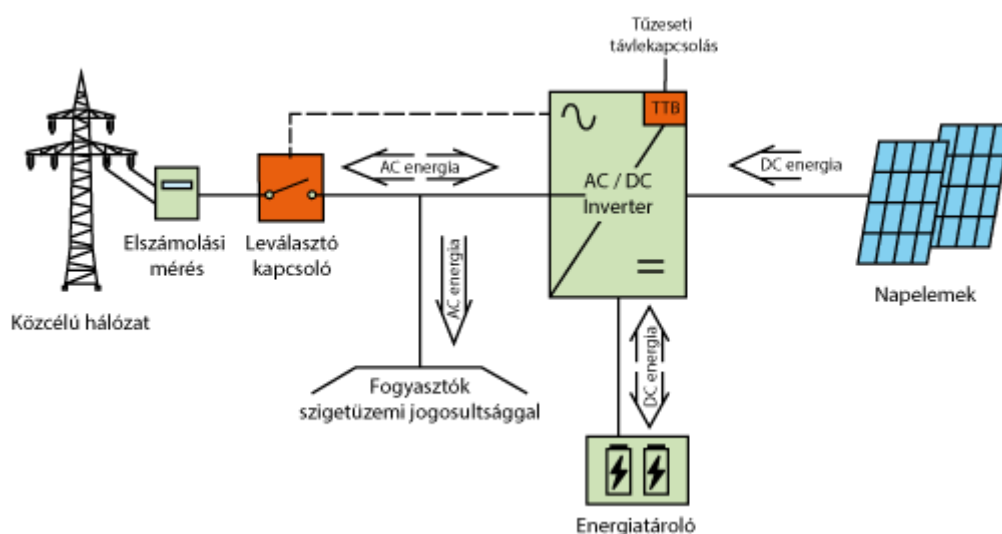 Tűzeseti
távlekapcsolás
TTB
AC energia
DC energia
AC / DC
Inverter
Elszámolási
mérés
Leválasztó
kapcsoló
AC energia
Napelemek
Közcélú hálózat
DC energia
Fogyasztók
szigetüzemi jogosultsággal
Energiatároló